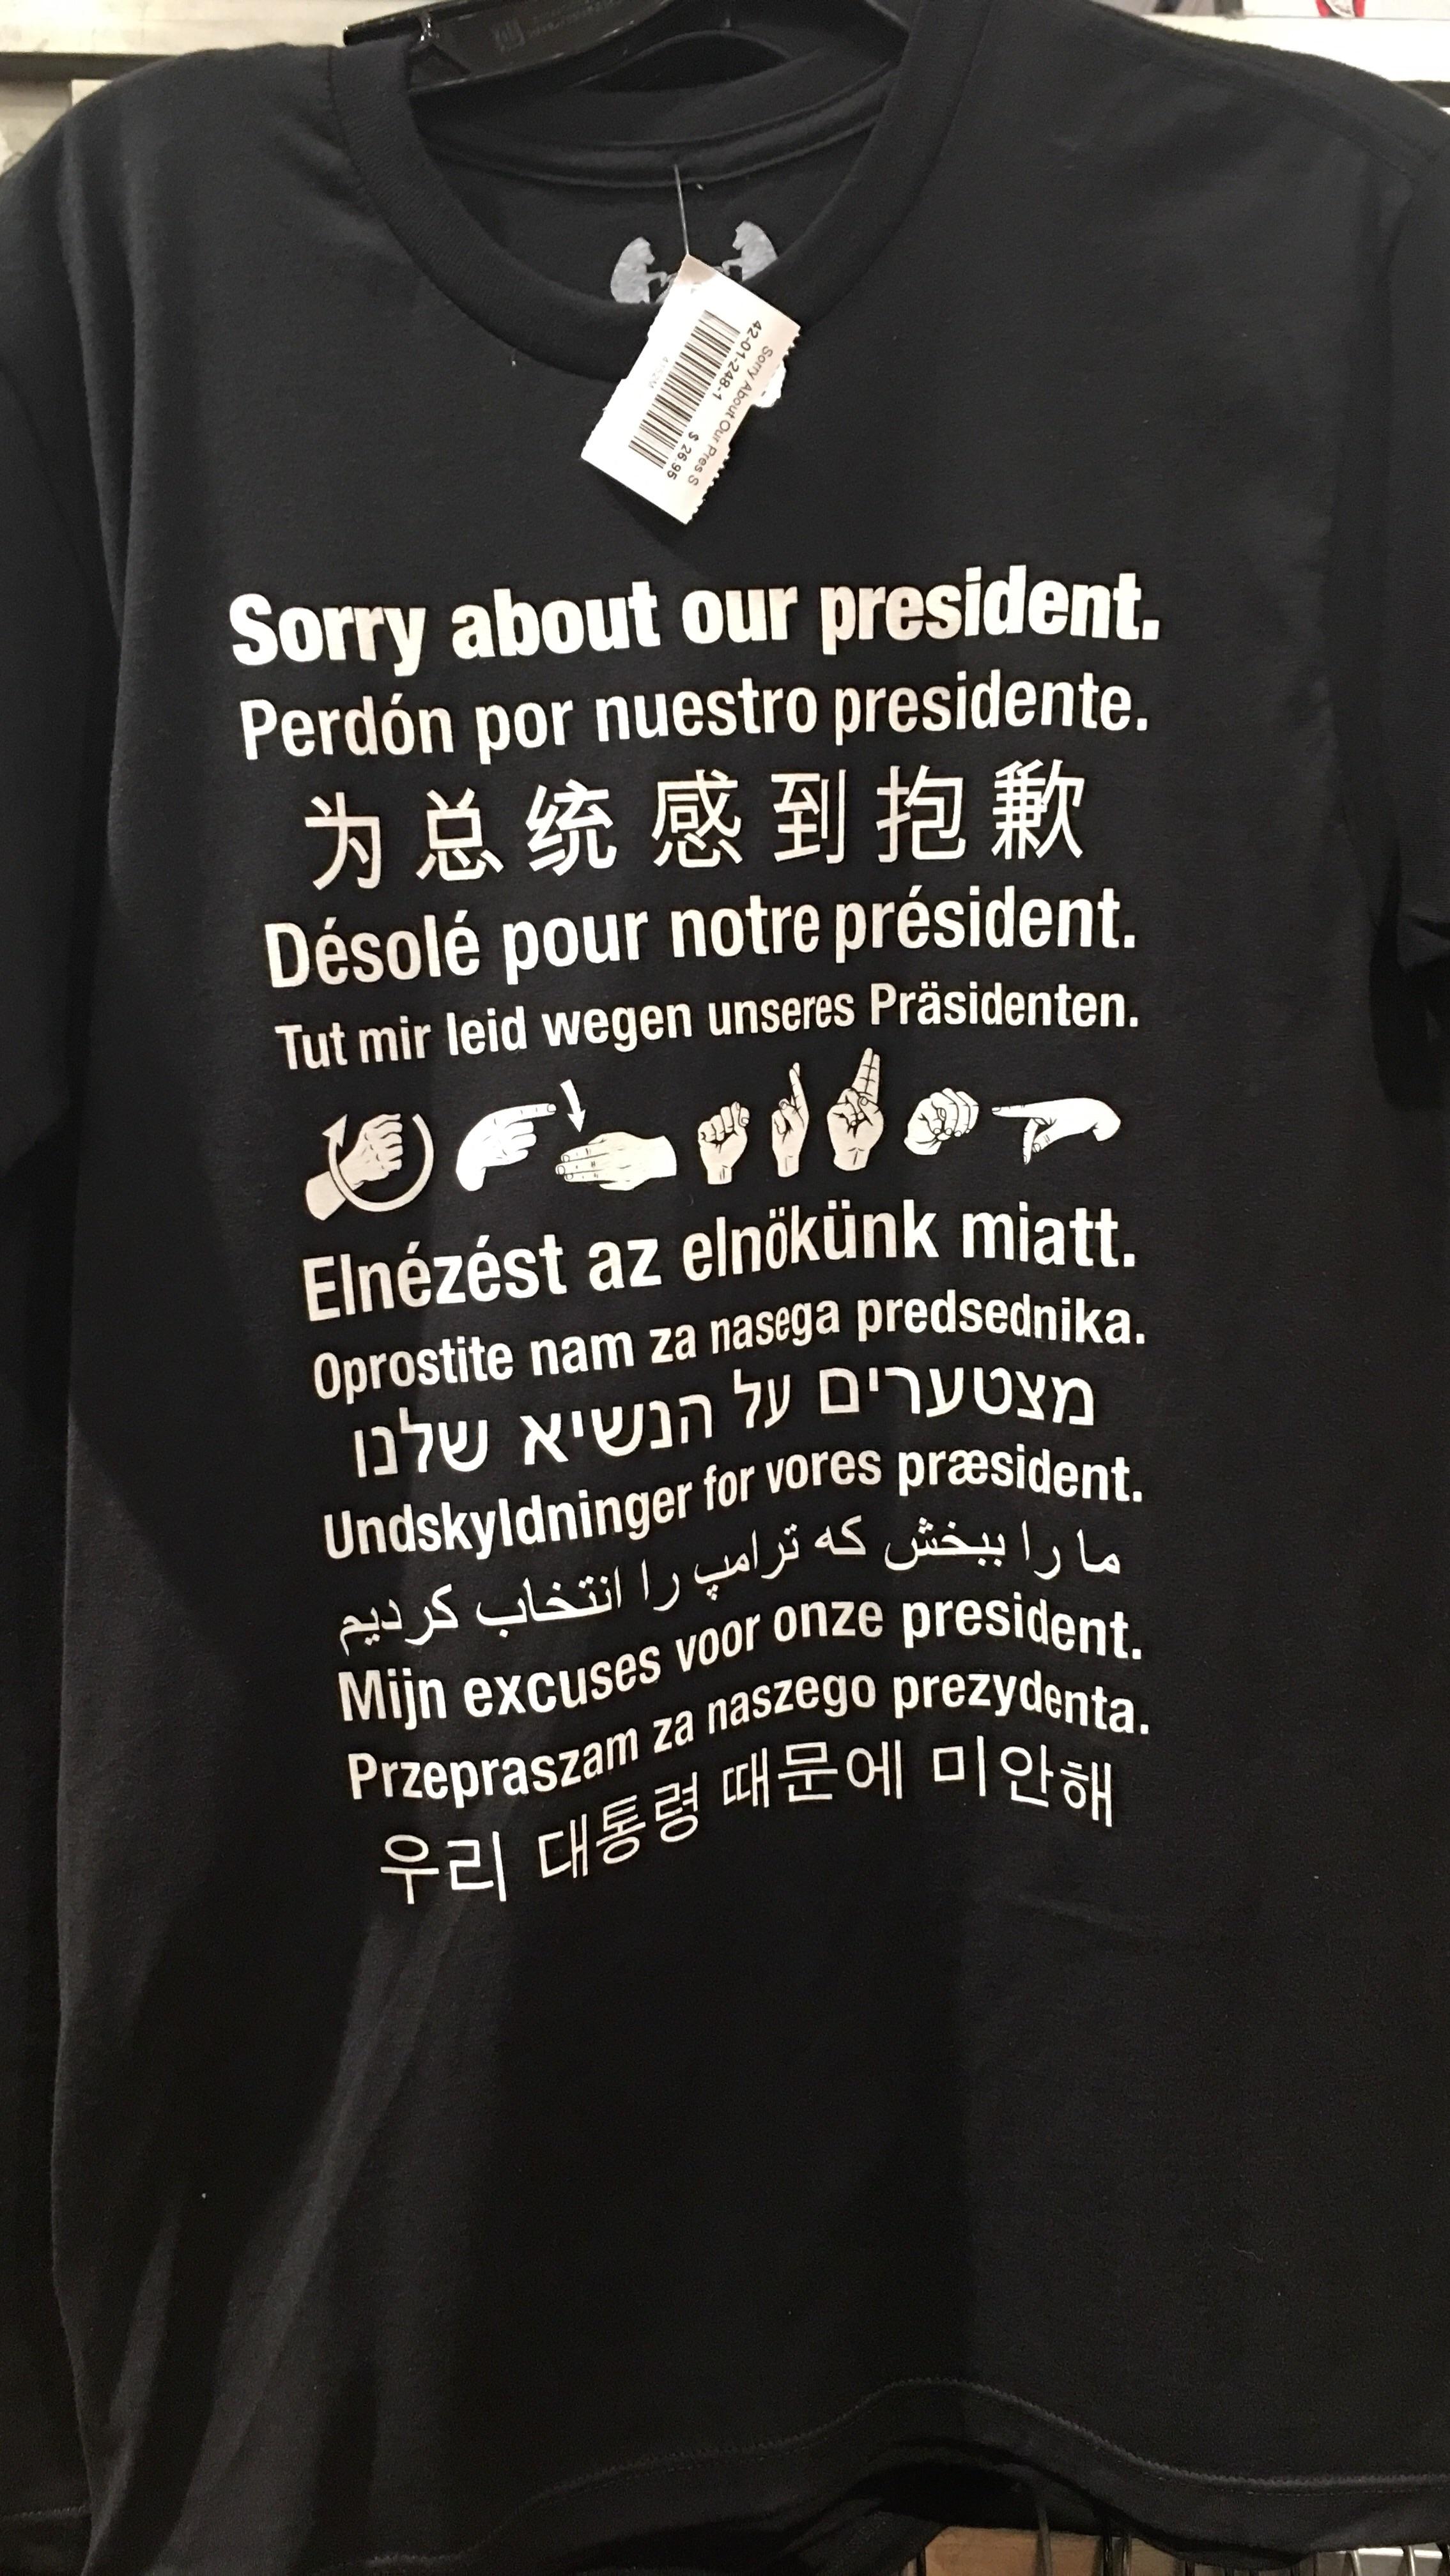 42-01-248-1
Sorry About Our Pres S
$ 26.95
Sorry about our president.
Perdón por nuestro presidente.
为总统感到抱歉
Désolé pour notre président.
Tut mir leid wegen unseres Präsidenten.
Elnézést az elnökünk miatt.
Oprostite nam za nasega predsednika.
מצטערים על הנשיא שלנו
Undskyldninger for vores præsident.
ما را ببخش که ترامپ را انتخاب کردیم
Mijn excuses voor onze president.
Przepraszam za naszego prezydenta.
우리 대통령 때문에 미안해